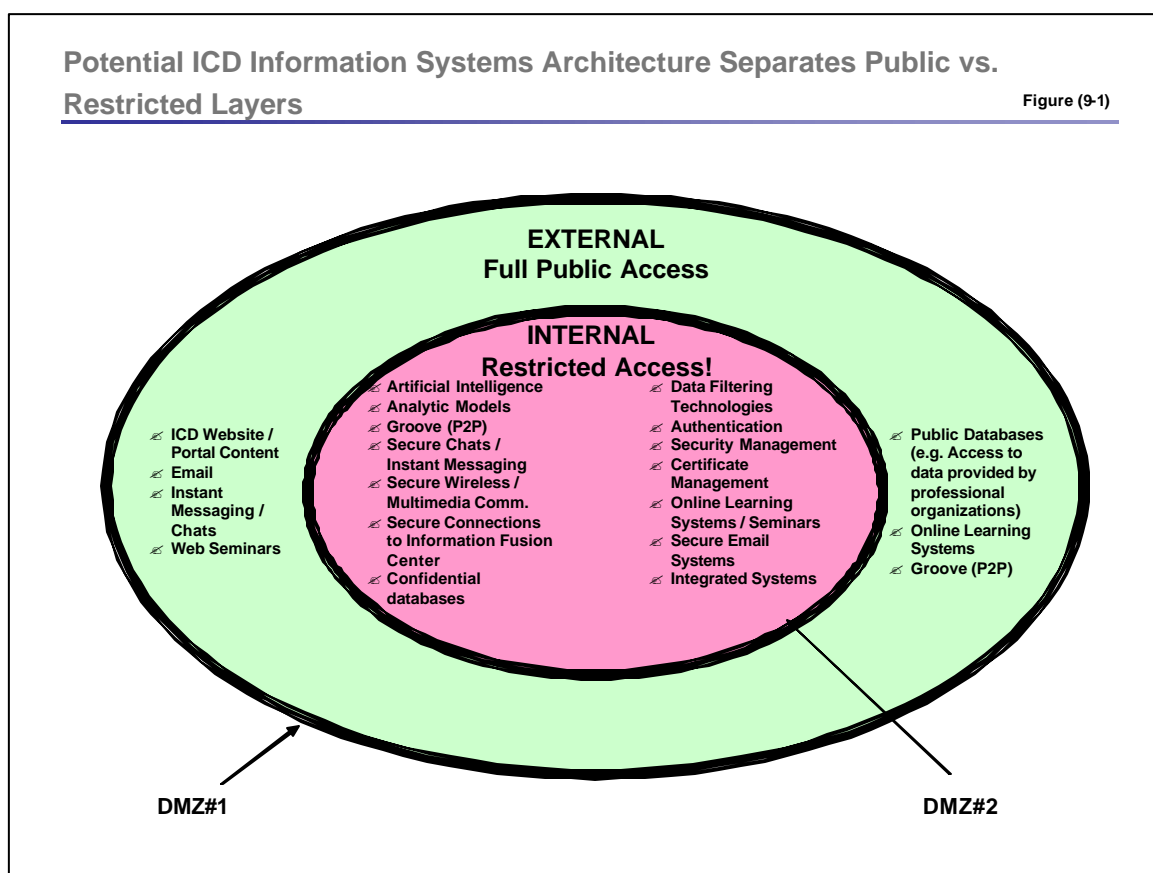 Potential ICD Information Systems Architecture Separates Public vs.
Restricted Layers
Figure (9-1)
EXTERNAL
Full Public Access
INTERNAL
Restricted Access!
ICD Website /
Portal Content
Email
Instant
Messaging /
Chats
Web Seminars
Artificial Intelligence
Analytic Models
Groove (P2P)
Secure Chats /
Instant Messaging
Secure Wireless /
Multimedia Comm.
Secure Connections
to Information Fusion
Center
Confidential
databases
Data Filtering
Technologies
Authentication
Security Management
Certificate
Management
Online Learning
Systems / Seminars
Secure Email
Systems
Integrated Systems
Public Databases
(e.g. Access to
data provided by
professional
organizations)
Online Learning
Systems
Groove (P2P)
DMZ#1
DMZ#2